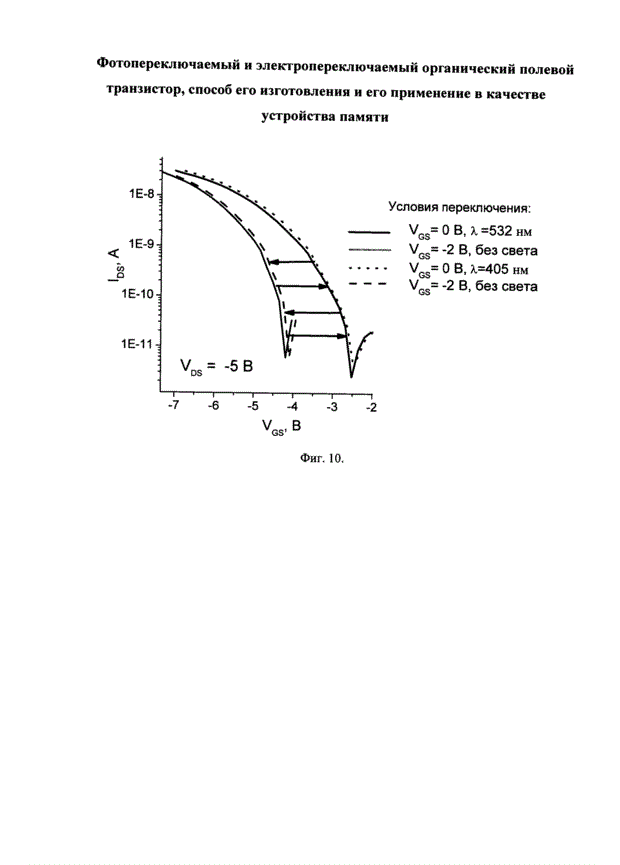 Фотопереключаемый и электропереключаемый органический полевой
транзистор, способ его изготовления и его применение в качестве
устройства памяти
Условия переключения:
V_GS= 0 В, λ =532 нм
V_GS= -2 В, без света
V_GS= 0 В, λ=405 нм
V_GS= -2 В, без света
1E-8
1E-9
1E-10
1E-11
I_DS, А
V_DS = -5 В
-7 -6 -5 -4 -3 -2
V_GS, В
Фиг. 10.